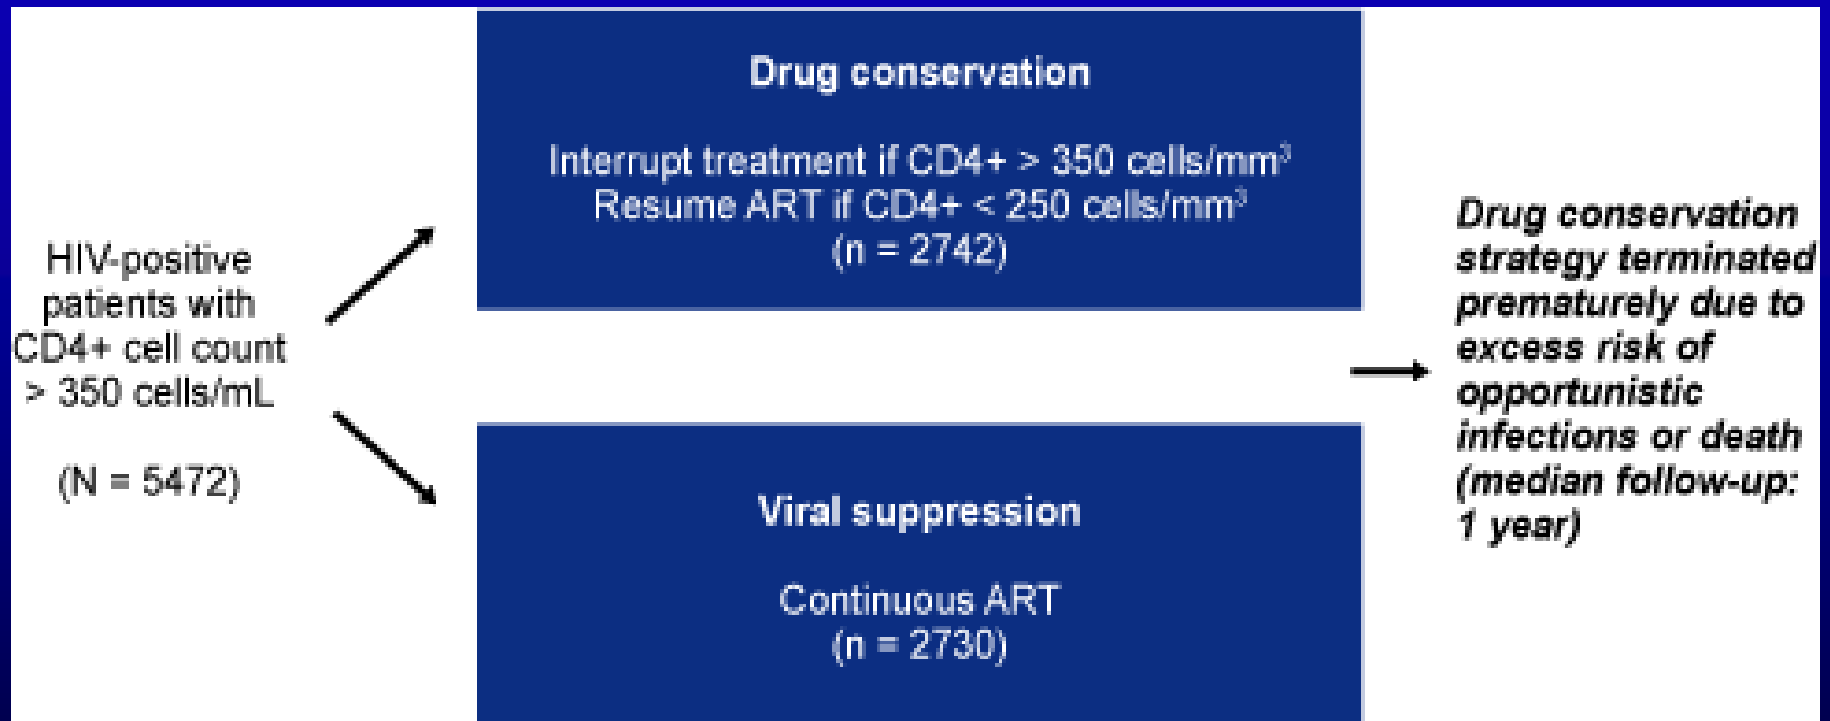 HIV-positive
patients with
CD4+ cell count
> 350 cells/mL
(N = 5472)
Drug conservation
Interrupt treatment if CD4+ > 350 cells/mm³
Resume ART if CD4+ < 250 cells/mm³
(n = 2742)
Viral suppression
Continuous ART
(n = 2730)
Drug conservation
strategy terminated
prematurely due to
excess risk of
opportunistic
infections or death
(median follow-up:
1 year)